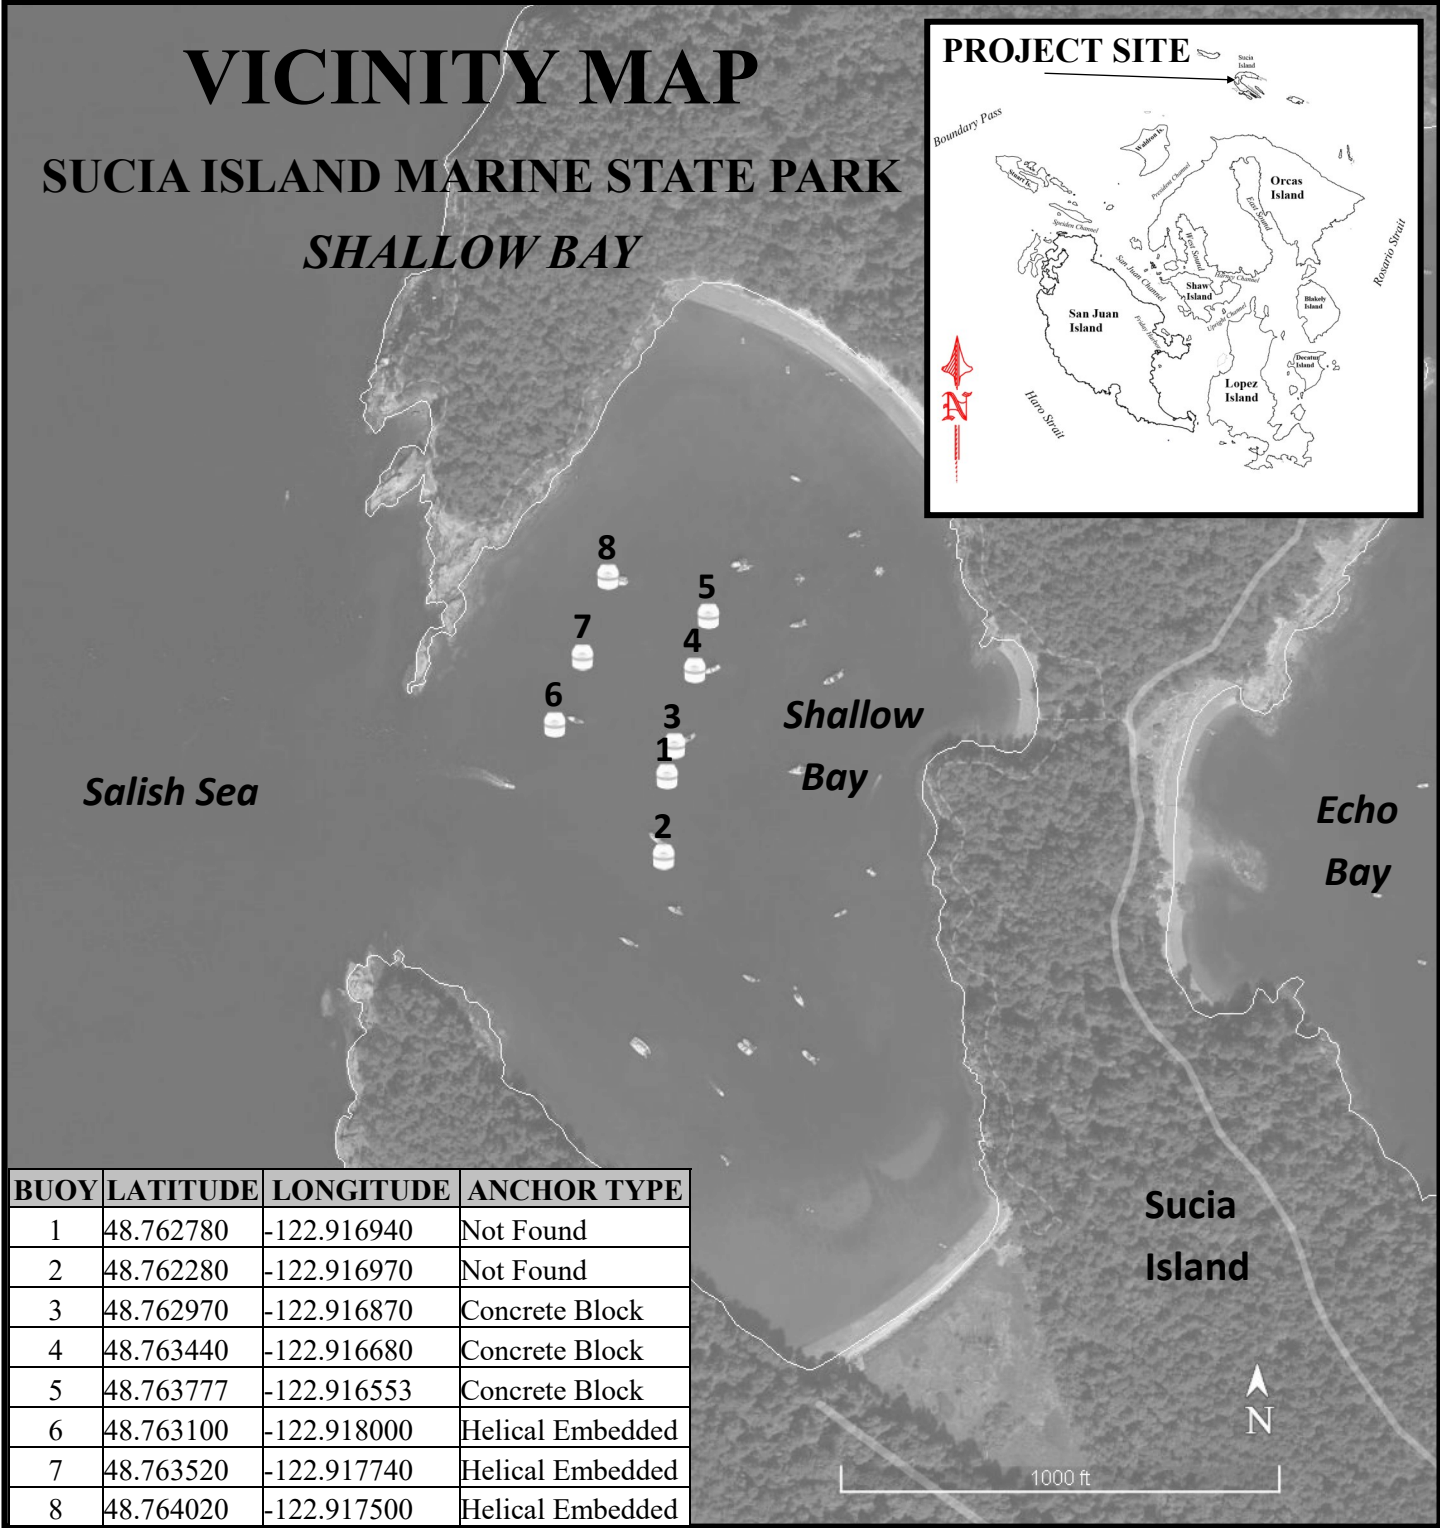 VICINITY MAP
SUCIA ISLAND MARINE STATE PARK
SHALLOW BAY
PROJECT SITE
Sucia
Island
Boundary Pass
Waldron Is.
Stuart Is.
President Channel
Orcas
Island
East Sound
Speiden Channel
West Sound
San Juan Channel
Harney Channel
Rosario Strait
Shaw
Island
Blakely
Island
San Juan
Island
Upright Channel
Friday Harbor
Decatur
Island
Lopez
Island
Haro Strait
N
8
5
7
4
6
3
1
2
Shallow
Bay
Salish Sea
Echo
Bay
Sucia
Island
N
1000 ft
BUOY LATITUDE LONGITUDE ANCHOR TYPE
1 48.762780 -122.916940 Not Found
2 48.762280 -122.916970 Not Found
3 48.762970 -122.916870 Concrete Block
4 48.763440 -122.916680 Concrete Block
5 48.763777 -122.916553 Concrete Block
6 48.763100 -122.918000 Helical Embedded
7 48.763520 -122.917740 Helical Embedded
8 48.764020 -122.917500 Helical Embedded